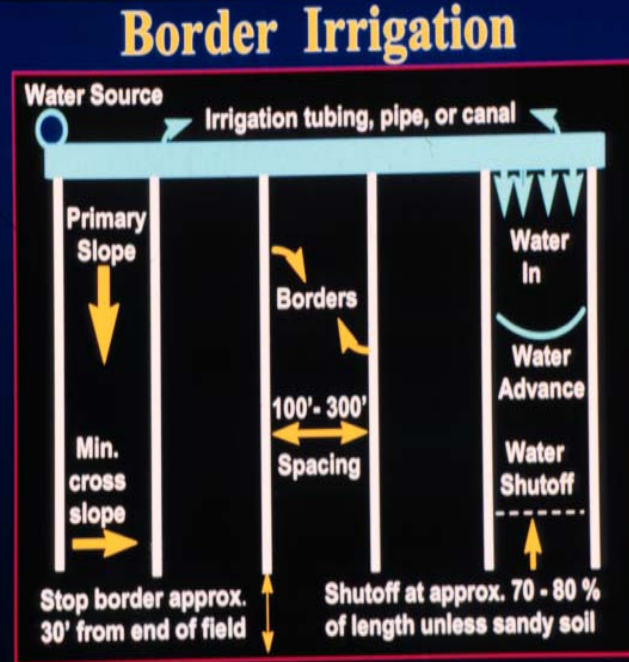 Border Irrigation
Water Source
Irrigation tubing, pipe, or canal
Primary
Slope
Min.
cross
slope
Borders
100'- 300'
Spacing
Water
In
Water
Advance
Water
Shutoff
Stop border approx.
30' from end of field
Shutoff at approx. 70 - 80 %
of length unless sandy soil